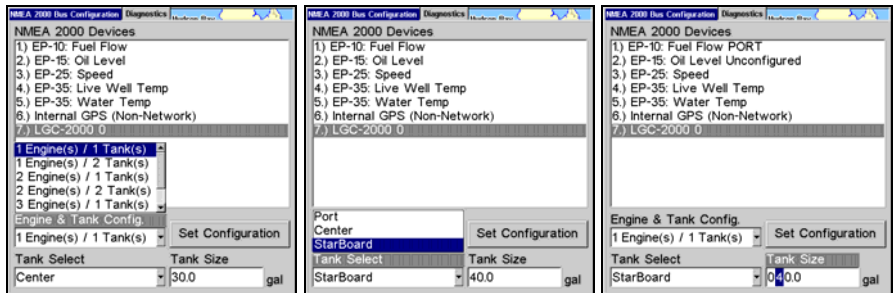 NMEA 2000 Bus Configuration Diagnostics
NMEA 2000 Devices
1.) EP-10: Fuel Flow
2.) EP-15: Oil Level
3.) EP-25: Speed
4.) EP-35: Live Well Temp
5.) EP-35: Water Temp
6.) Internal GPS (Non-Network)
7.) LGC-2000 0
1 Engine(s) / 1 Tank(s)
1 Engine(s) / 2 Tank(s)
2 Engine(s) / 1 Tank(s)
2 Engine(s) / 2 Tank(s)
3 Engine(s) / 1 Tank(s)
Engine & Tank Config.
1 Engine(s) / 1 Tank(s) Set Configuration
Tank Select Tank Size
Center 30.0 gal
NMEA 2000 Bus Configuration Diagnostics
NMEA 2000 Devices
1.) EP-10: Fuel Flow
2.) EP-15: Oil Level
3.) EP-25: Speed
4.) EP-35: Live Well Temp
5.) EP-35: Water Temp
6.) Internal GPS (Non-Network)
7.) LGC-2000 0
Port
Center
StarBoard
Set Configuration
Tank Select Tank Size
StarBoard 40.0 gal
NMEA 2000 Bus Configuration Diagnostics
NMEA 2000 Devices
1.) EP-10: Fuel Flow PORT
2.) EP-15: Oil Level Unconfigured
3.) EP-25: Speed
4.) EP-35: Live Well Temp
5.) EP-35: Water Temp
6.) Internal GPS (Non-Network)
7.) LGC-2000 0
Engine & Tank Config.
1 Engine(s) / 1 Tank(s) Set Configuration
Tank Select Tank Size
StarBoard 040.0 gal